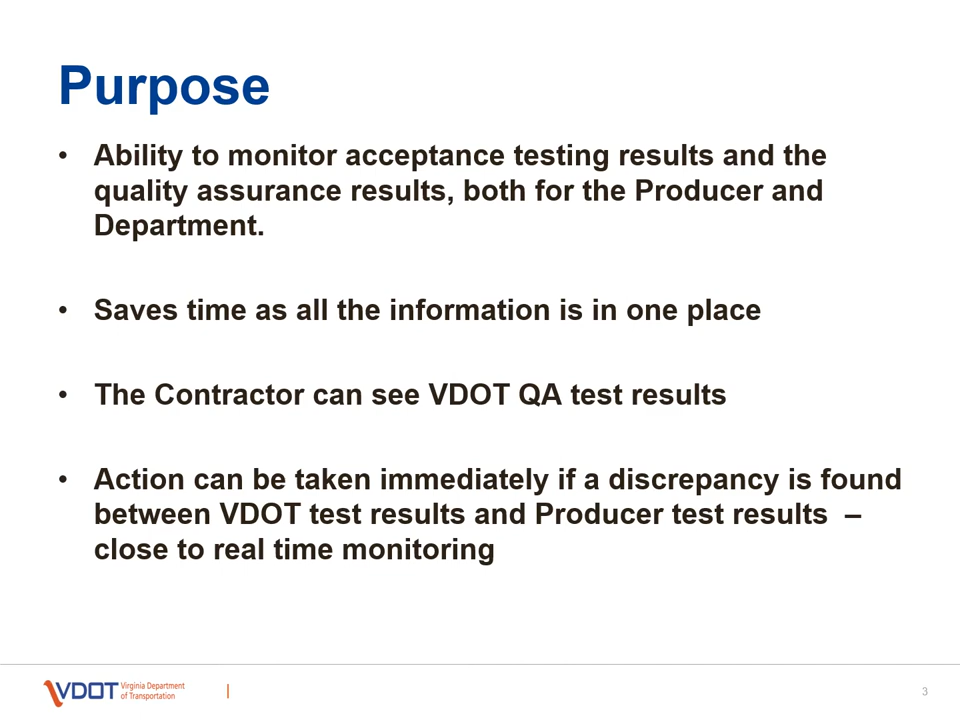 Purpose
• Ability to monitor acceptance testing results and the
quality assurance results, both for the Producer and
Department.
• Saves time as all the information is in one place
• The Contractor can see VDOT QA test results
• Action can be taken immediately if a discrepancy is found
between VDOT test results and Producer test results –
close to real time monitoring
VDOT Virginia Department
of Transportation
3